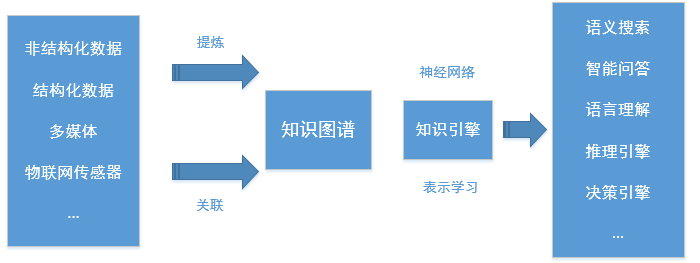 非结构化数据
结构化数据
多媒体
物联网传感器
...
提炼
关联
知识图谱
神经网络
知识引擎
表示学习
语义搜索
智能问答
语言理解
推理引擎
决策引擎
...